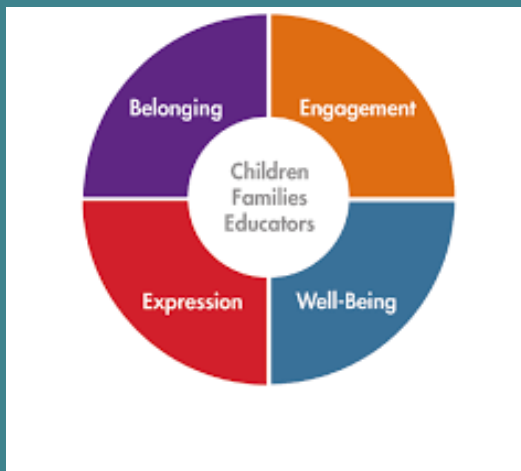 Belonging
Engagement
Children
Families
Educators
Expression
Well-Being